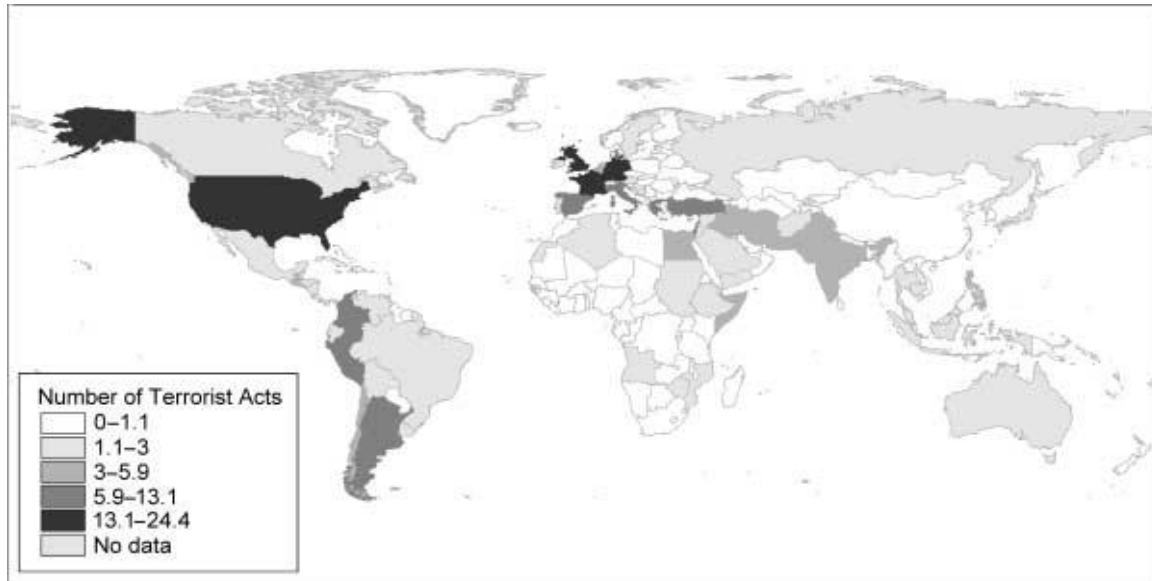 Number of Terrorist Acts
0–1.1
1.1–3
3–5.9
5.9–13.1
13.1–24.4
No data